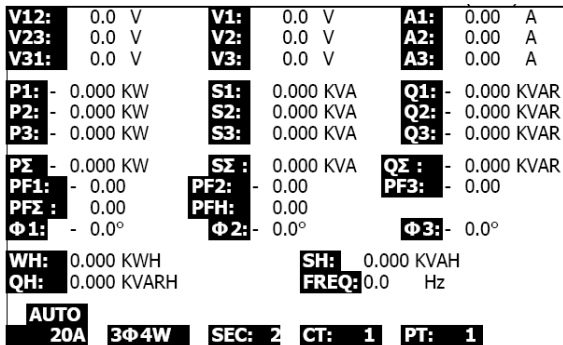 V12: 0.0 V V1: 0.0 V A1: 0.00 A
V23: 0.0 V V2: 0.0 V A2: 0.00 A
V31: 0.0 V V3: 0.0 V A3: 0.00 A
P1: - 0.000 KW S1: 0.000 KVA Q1: - 0.000 KVAR
P2: - 0.000 KW S2: 0.000 KVA Q2: - 0.000 KVAR
P3: - 0.000 KW S3: 0.000 KVA Q3: - 0.000 KVAR
PΣ - 0.000 KW SΣ : 0.000 KVA QΣ : - 0.000 KVAR
PF1: - 0.00 PF2: - 0.00 PF3: - 0.00
PFΣ : 0.00 PFH: 0.00
Φ1: - 0.0° Φ2: - 0.0° Φ3: - 0.0°
WH: 0.000 KWH SH: 0.000 KVAH
QH: 0.000 KVARH FREQ: 0.0 Hz
AUTO
20A 3Φ4W SEC: 2 CT: 1 PT: 1